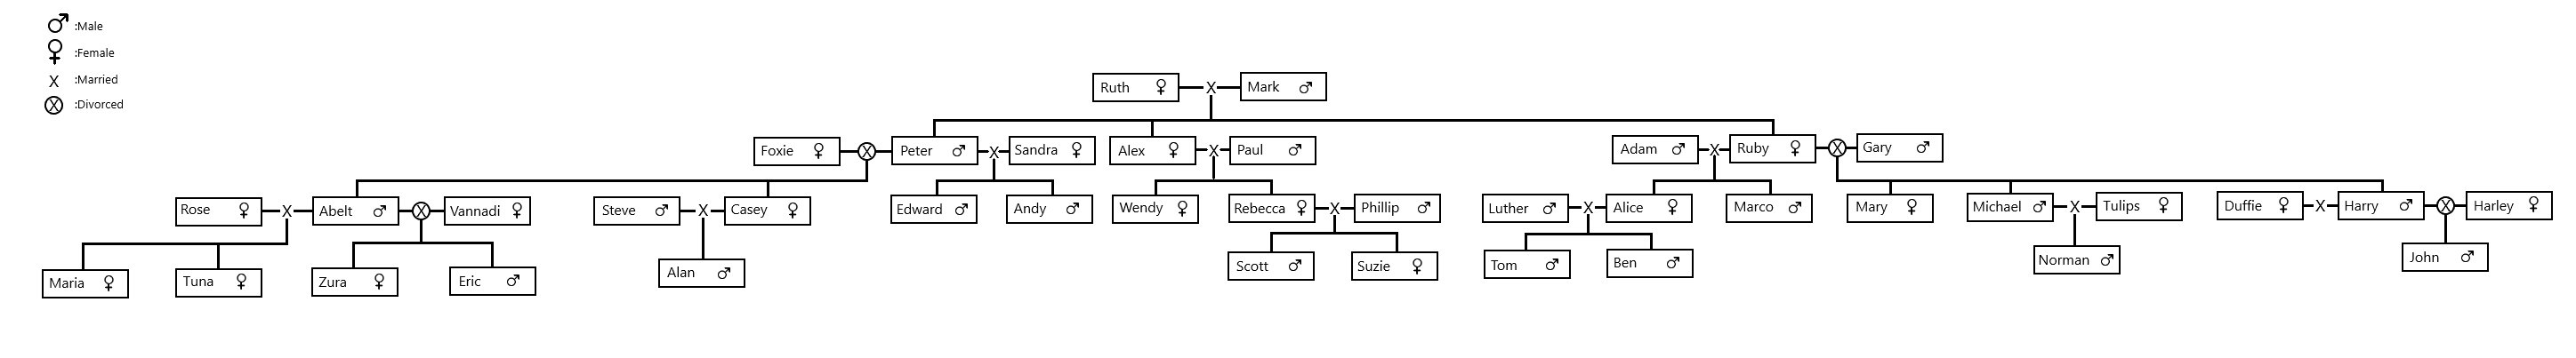 :Male
:Female
X :Married
X :Divorced
Ruth X Mark
Foxie X Peter X Sandra Alex X Paul Adam X Ruby X Gary
Rose X Abelt X Vannadi Steve X Casey Edward Andy Wendy Rebecca X Phillip Luther X Alice Marco Mary Michael X Tulips Duffie X Harry X Harley
Maria Tuna Zura Eric Alan Scott Suzie Tom Ben Norman John